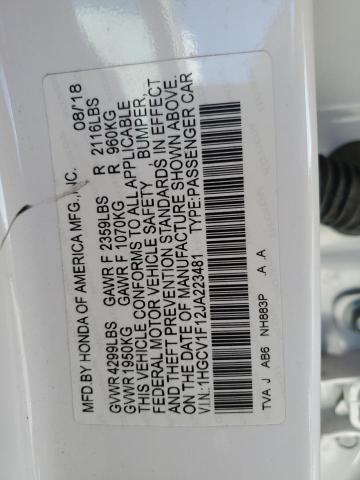 MFD.BY HONDA OF AMERICA MFG., INC. 08/'18
GVWR 4299LBS GAWR F 2359LBS R 2116LBS
GVWR 1950KG GAWR F 1070KG R 960KG
THIS VEHICLE CONFORMS TO ALL APPLICABLE
FEDERAL MOTOR VEHICLE SAFETY , BUMPER,
AND THEFT PREVENTION STANDARDS IN EFFECT
ON THE DATE OF MANUFACTURE SHOWN ABOVE.
V.I.N.: 1HGCV1F12JA223481 TYPE:PASSENGER CAR
TVA J AB6 NH883P .A .A